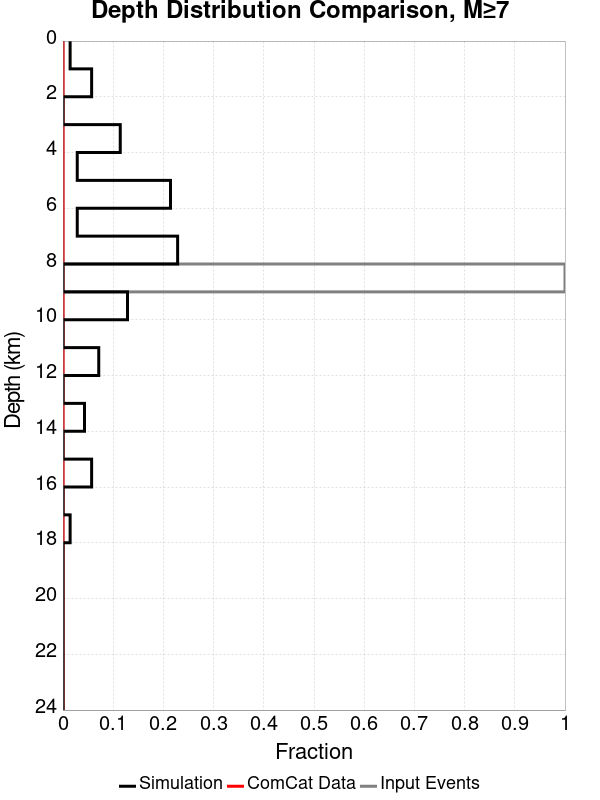 Depth Distribution Comparison, M≥7
0
2
4
6
8
10
12
14
16
18
20
22
24
Depth (km)
0 0.1 0.2 0.3 0.4 0.5 0.6 0.7 0.8 0.9 1
Fraction
Simulation ComCat Data Input Events